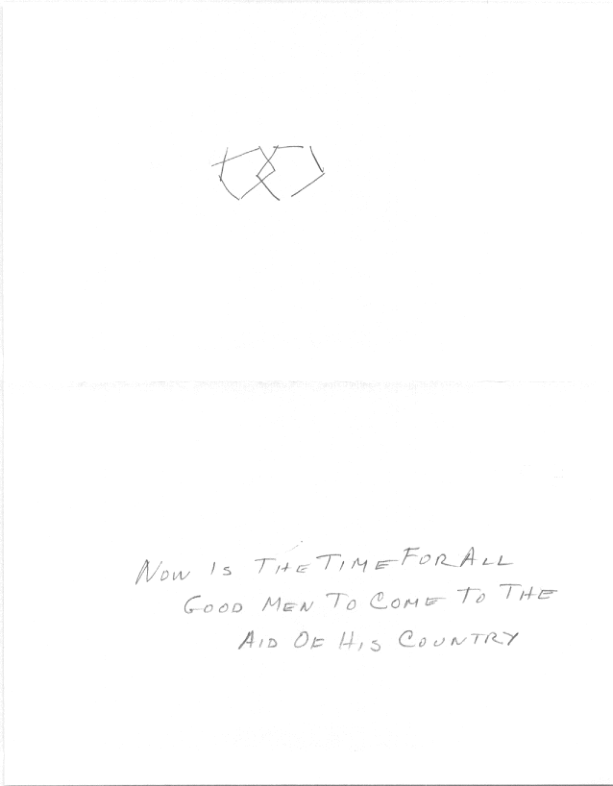 Now Is The Time For All
Good Men To Come To The
Aid Of His Country